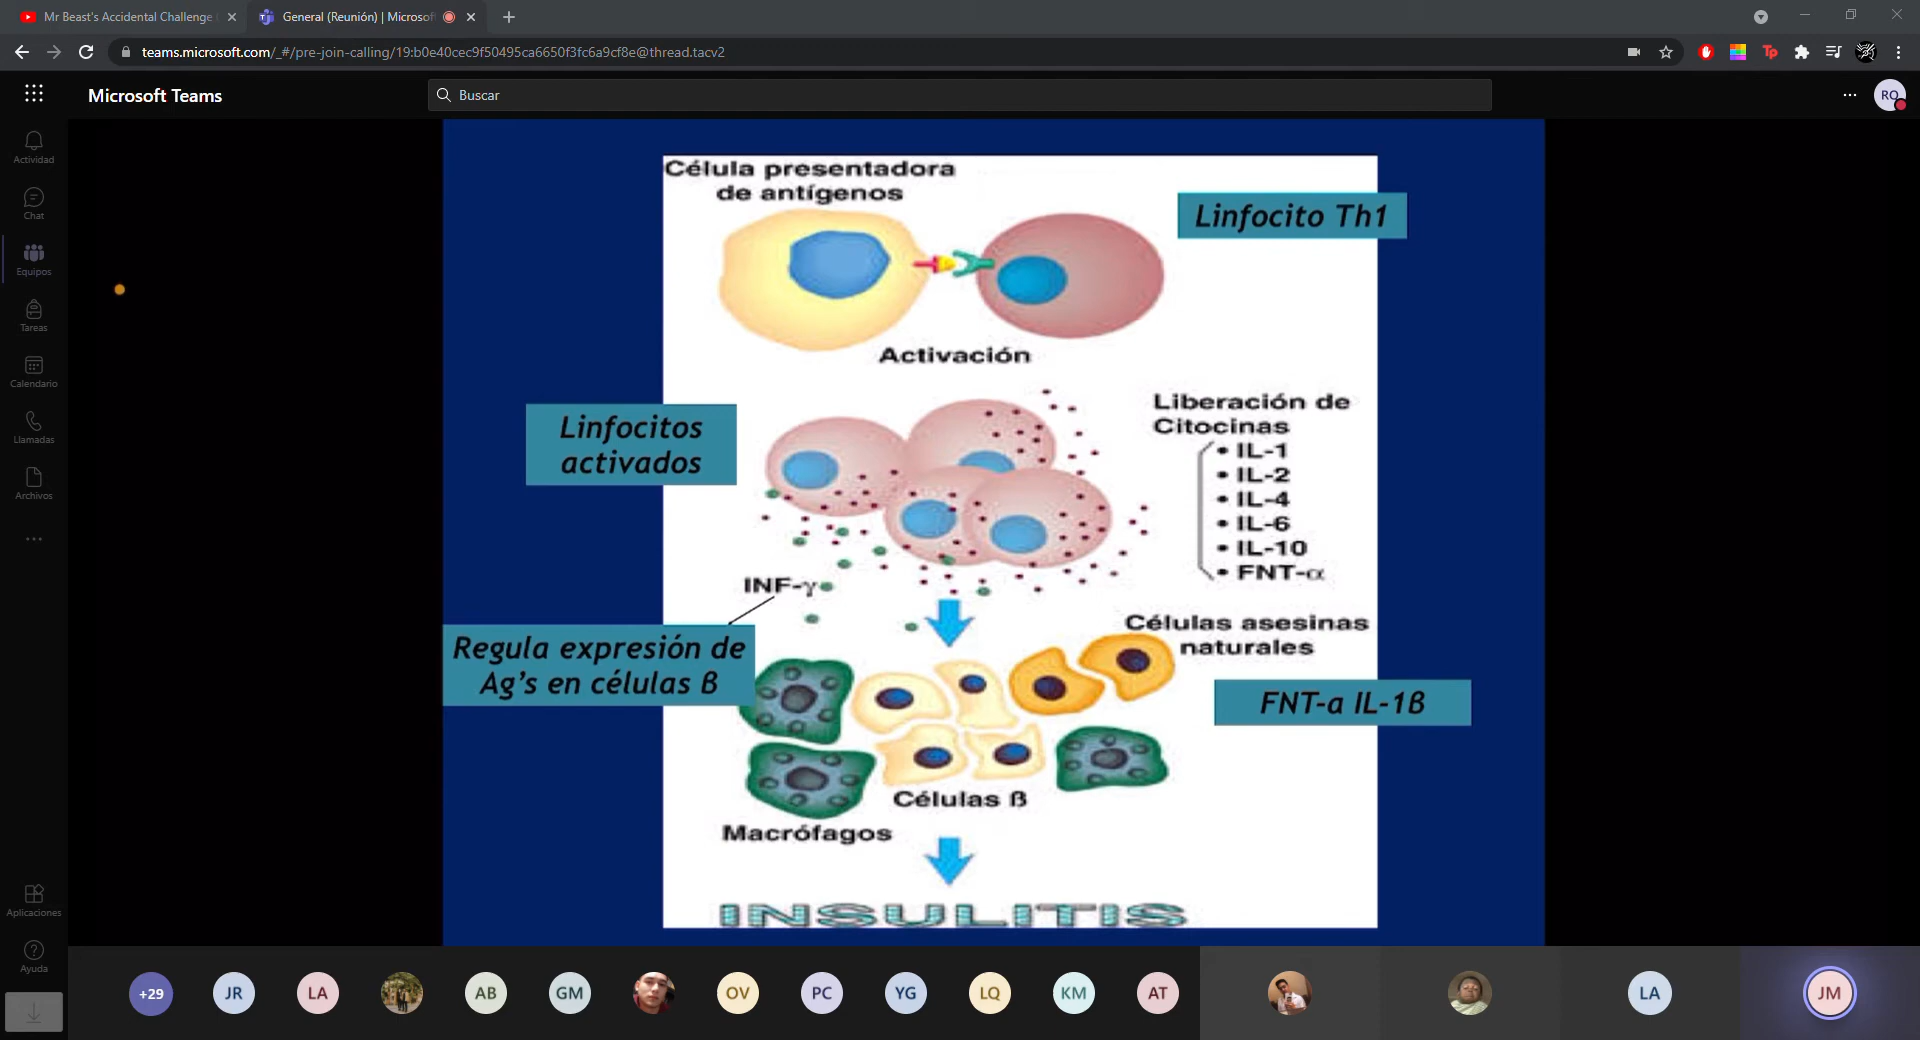 Mr Beast's Accidental Challenge
General (Reunión) | Microsof
teams.microsoft.com/_#/pre-join-calling/19:b0e40cec9f50495ca6650f3fc6a9cf8e@thread.tacv2
Microsoft Teams
Buscar
RO
Actividad
Chat
Equipos
Tareas
Calendario
Llamadas
Archivos
Aplicaciones
Ayuda
Célula presentadora
de antígenos
Linfocito Th1
Activación
Linfocitos
activados
Liberación de
Citocinas
• IL-1
• IL-2
• IL-4
• IL-6
• IL-10
• FNT-α
INF-γ
Regula expresión de
Ag's en células ß
Células asesinas
naturales
FNT-a IL-1ß
Células ß
Macrófagos
INSULITIS
+29
JR
LA
AB
GM
OV
PC
YG
LQ
KM
AT
LA
JM